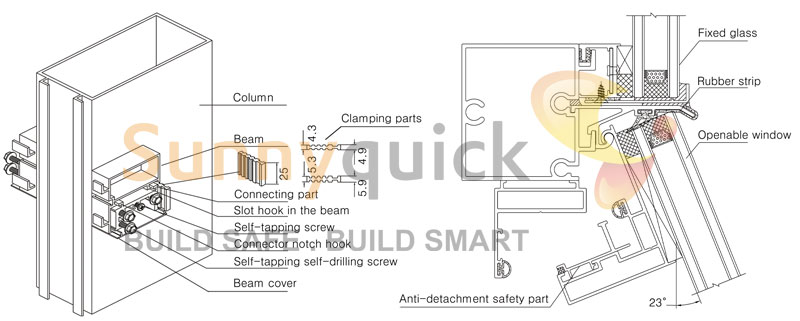 Column
Beam
25
Connecting part
Slot hook in the beam
Self-tapping screw
Connector notch hook
Self-tapping self-drilling screw
Beam cover
Clamping parts
4.3
5.3
4.9
5.9
Sunnyquick
BUILD SAFE . BUILD SMART
Fixed glass
Rubber strip
Openable window
Anti-detachment safety part
23°